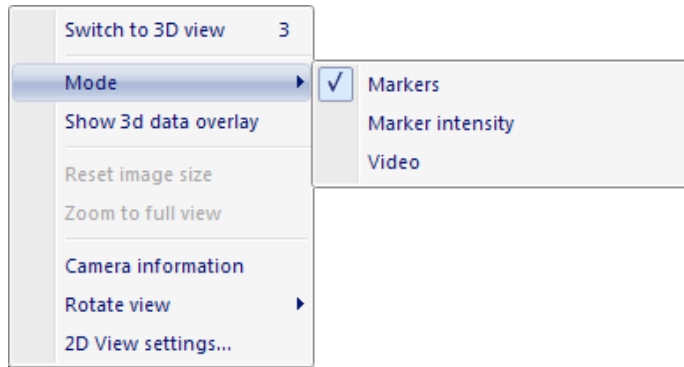 Switch to 3D view 3
Mode
Show 3d data overlay
Reset image size
Zoom to full view
Camera information
Rotate view
2D View settings...
Markers
Marker intensity
Video